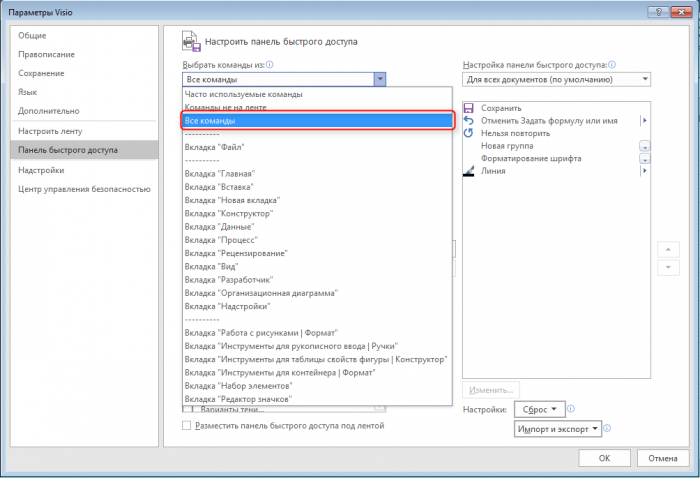 Параметры Visio
Общие
Правописание
Сохранение
Язык
Дополнительно
Настроить ленту
Панель быстрого доступа
Надстройки
Центр управления безопасностью
Настроить панель быстрого доступа
Выбрать команды из:
Все команды
Часто используемые команды
Команды не на ленте
Все команды
----------
Вкладка "Файл"
----------
Вкладка "Главная"
Вкладка "Вставка"
Вкладка "Новая вкладка"
Вкладка "Конструктор"
Вкладка "Данные"
Вкладка "Процесс"
Вкладка "Рецензирование"
Вкладка "Вид"
Вкладка "Разработчик"
Вкладка "Организационная диаграмма"
Вкладка "Надстройки"
----------
Вкладка "Работа с рисунками | Формат"
Вкладка "Инструменты для рукописного ввода | Ручки"
Вкладка "Инструменты для таблицы свойств фигуры | Конструктор"
Вкладка "Инструменты для контейнера | Формат"
Вкладка "Набор элементов"
Вкладка "Редактор значков"
Варианты тени...
Разместить панель быстрого доступа под лентой
Настройка панели быстрого доступа:
Для всех документов (по умолчанию)
Сохранить
Отменить Задать формулу или имя
Нельзя повторить
Новая группа
Форматирование шрифта
Линия
Изменить...
Настройки:
Сброс
Импорт и экспорт
ОК
Отмена